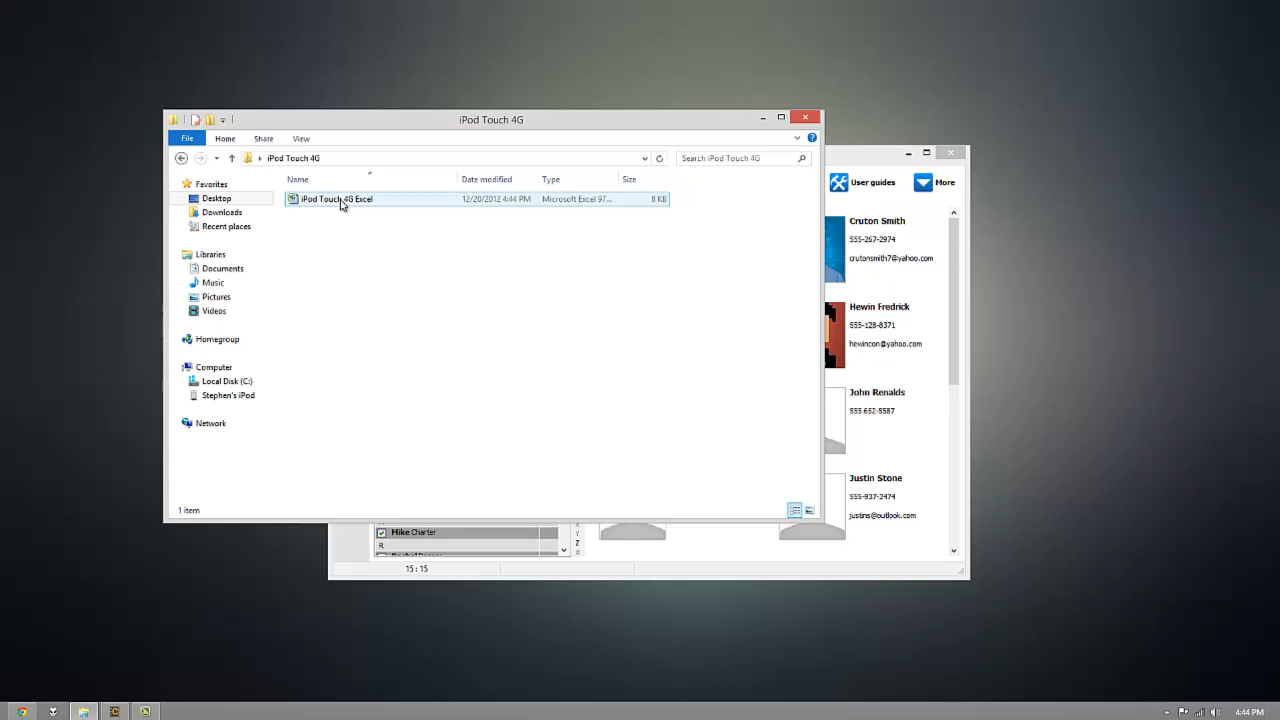 iPod Touch 4G
File Home Share View
iPod Touch 4G
Search iPod Touch 4G
Name Date modified Type Size
iPod Touch 4G Excel 12/20/2012 4:44 PM Microsoft Excel 97... 8 KB
Favorites
Desktop
Downloads
Recent places
Libraries
Documents
Music
Pictures
Videos
Homegroup
Computer
Local Disk (C:)
Stephen's iPod
Network
1 item
User guides More
Cruton Smith
555-267-2974
crutonsmith7@yahoo.com
Hewin Fredrick
555-128-8371
hewincon@yahoo.com
John Renalds
555 652-5587
Justin Stone
555-937-2474
justins@outlook.com
Mike Charter
R
Y
Z
#
15 : 15
4:44 PM